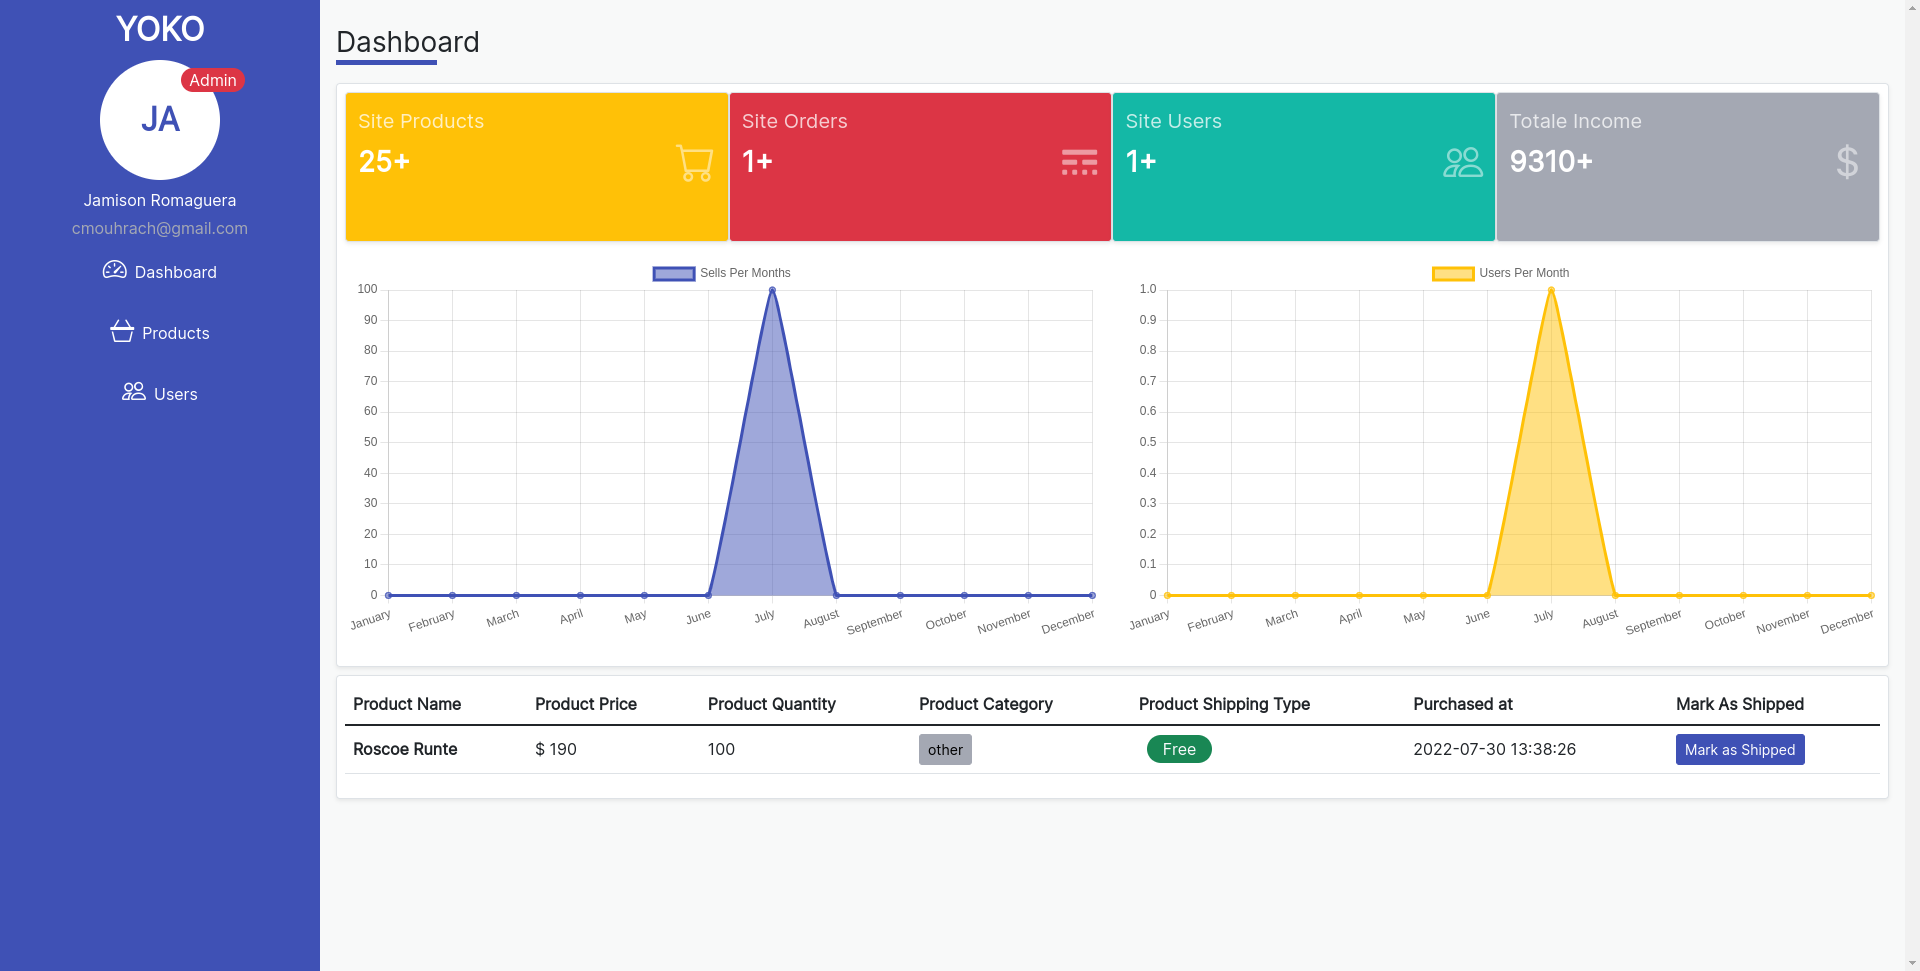 YOKO
Admin
JA
Jamison Romaguera
cmouhrach@gmail.com
Dashboard
Products
Users
Dashboard
Site Products
25+
Site Orders
1+
Site Users
1+
Totale Income
9310+
$
Sells Per Months
100
90
80
70
60
50
40
30
20
10
0
January February March April May June July August September October November December
Users Per Month
1.0
0.9
0.8
0.7
0.6
0.5
0.4
0.3
0.2
0.1
0
January February March April May June July August September October November December
Product Name Product Price Product Quantity Product Category Product Shipping Type Purchased at Mark As Shipped
Roscoe Runte $ 190 100 other Free 2022-07-30 13:38:26 Mark as Shipped